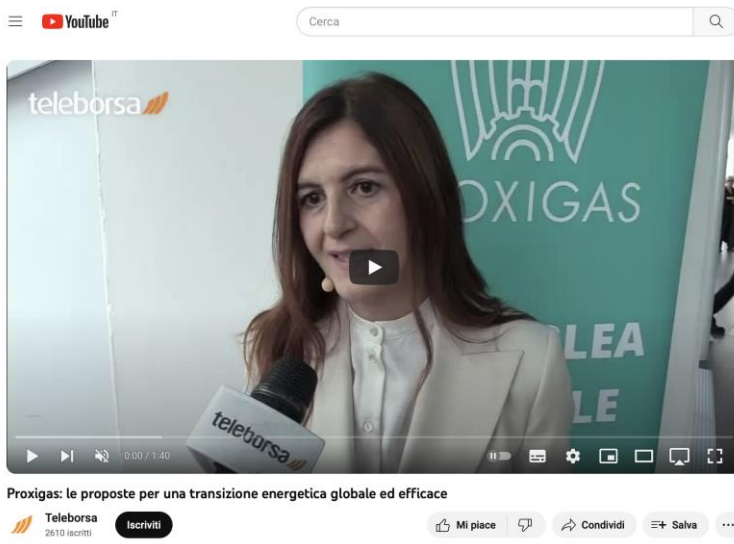 YouTube IT
Cerca
teleborsa
OXIGAS
LEA
LE
teleborsa
0:00 / 1:40
Proxigas: le proposte per una transizione energetica globale ed efficace
Teleborsa
2610 iscritti
Iscriviti
Mi piace
Condividi
Salva